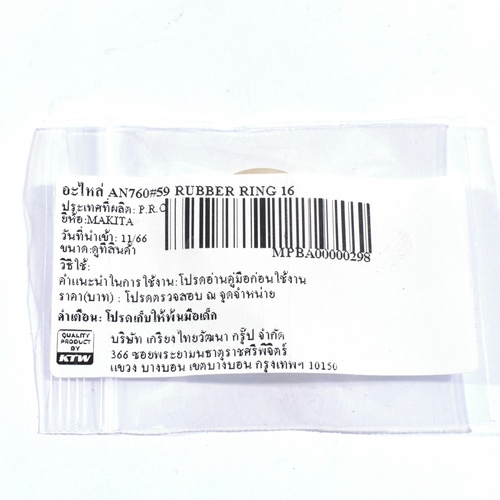 อะไหล่ AN760#59 RUBBER RING 16
ประเทศที่ผลิต: P.R.C
ยี่ห้อ:MAKITA
วันที่นำเข้า: 11/66
ขนาด:ดูที่สินค้า
MPBA00000298
วิธีใช้:
คำแนะนำในการใช้งาน:โปรดอ่านคู่มือก่อนใช้งาน
ราคา(บาท) : โปรดตรวจสอบ ณ จุดจำหน่าย
คำเตือน: โปรดเก็บให้พ้นมือเด็ก
QUALITY
PRODUCT
BY
KTW
บริษัท เกรียงไทยวัฒนา กรุ๊ป จำกัด
366 ซอยพระยามนธาตุราชศรีพิจิตร์
แขวง บางบอน เขตบางบอน กรุงเทพฯ 10150